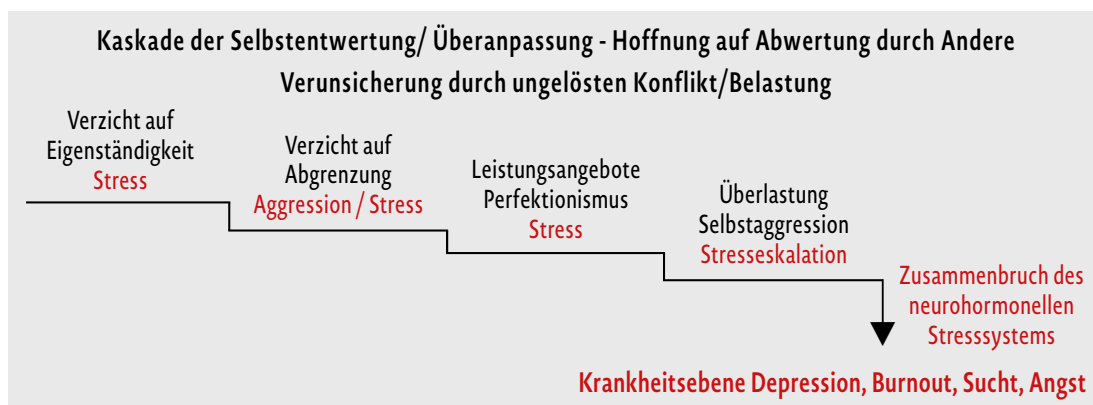 Kaskade der Selbstentwertung/ Überanpassung - Hoffnung auf Abwertung durch Andere
Verunsicherung durch ungelösten Konflikt/Belastung
Verzicht auf
Eigenständigkeit
Stress
Verzicht auf
Abgrenzung
Aggression / Stress
Leistungsangebote
Perfektionismus
Stress
Überlastung
Selbstaggression
Stresseskalation
Zusammenbruch des
neurohormonellen
Stresssystems
Krankheitsebene Depression, Burnout, Sucht, Angst